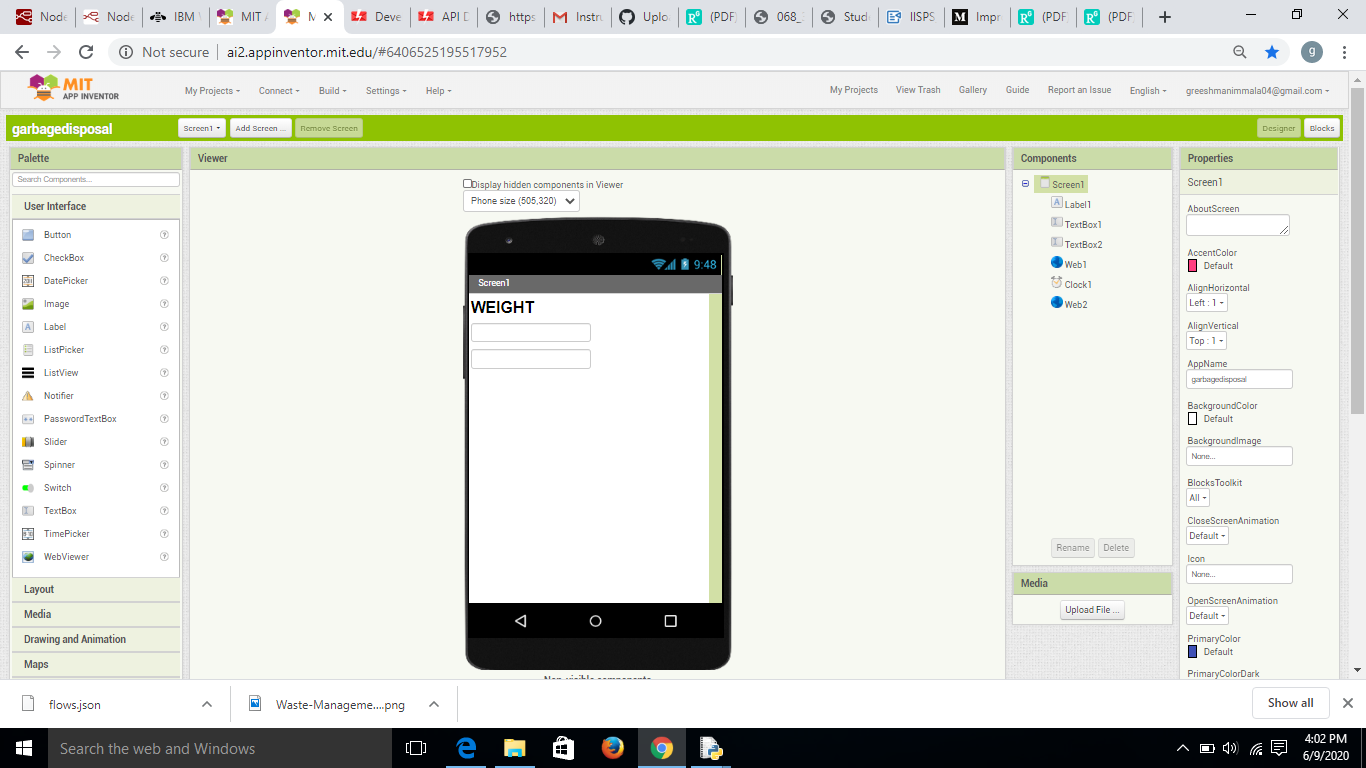 Node
Node
IBM
MIT A
M
Deve
API D
https
Instru
Uplo
(PDF)
068_
Stude
IISPS
Impr
(PDF)
(PDF)
Not secure
ai2.appinventor.mit.edu/#6406525195517952
g
MIT
APP INVENTOR
My Projects
Connect
Build
Settings
Help
My Projects
View Trash
Gallery
Guide
Report an Issue
English
greeshmanimmala04@gmail.com
garbagedisposal
Screen1
Add Screen ...
Remove Screen
Designer
Blocks
Palette
Search Components...
User Interface
Button
CheckBox
DatePicker
Image
Label
ListPicker
ListView
Notifier
PasswordTextBox
Slider
Spinner
Switch
TextBox
TimePicker
WebViewer
Layout
Media
Drawing and Animation
Maps
Viewer
Display hidden components in Viewer
Phone size (505,320)
9:48
Screen1
WEIGHT
Non-visible components
Components
Screen1
Label1
TextBox1
TextBox2
Web1
Clock1
Web2
Rename
Delete
Media
Upload File ...
Properties
Screen1
AboutScreen
AccentColor
Default
AlignHorizontal
Left : 1
AlignVertical
Top : 1
AppName
garbagedisposal
BackgroundColor
Default
BackgroundImage
None...
BlocksToolkit
All
CloseScreenAnimation
Default
Icon
None...
OpenScreenAnimation
Default
PrimaryColor
Default
PrimaryColorDark
flows.json
Waste-Manageme....png
Show all
Search the web and Windows
4:02 PM
6/9/2020